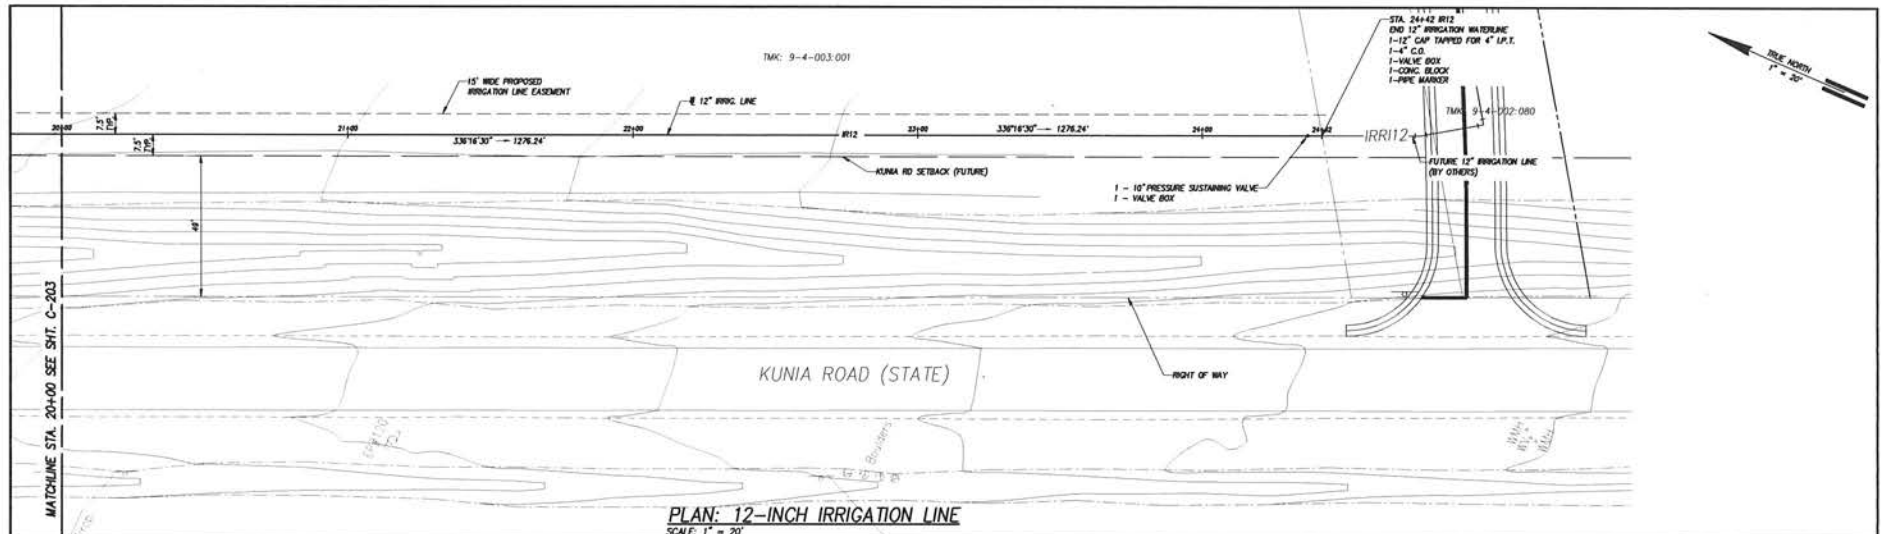 STA. 24+42 IR12
END 12" IRRIGATION WATERLINE
1-12" CAP TAPPED FOR 4" I.P.T.
1-4" C.O.
1-VALVE BOX
1-CONC. BLOCK
1-PIPE MARKER
TRUE NORTH
1" = 20'
TMK: 9-4-003:001
15' WIDE PROPOSED
IRRIGATION LINE EASEMENT
℄ 12" IRRIG. LINE
TMK: 9-4-002:080
7.5'
TYP.
20+00
21+00
22+00
23+00
24+00
24+42
7.5'
TYP.
336°16'30" → 1276.24'
IR12
336°16'30" → 1276.24'
IRRI12
KUNIA RD SETBACK (FUTURE)
FUTURE 12" IRRIGATION LINE
(BY OTHERS)
1 - 10" PRESSURE SUSTAINING VALVE
1 - VALVE BOX
49'
MATCHLINE STA. 20+00 SEE SHT. C-203
KUNIA ROAD (STATE)
RIGHT OF WAY
Boulders
WMH
WV
WMH
PLAN: 12-INCH IRRIGATION LINE
SCALE: 1" = 20'